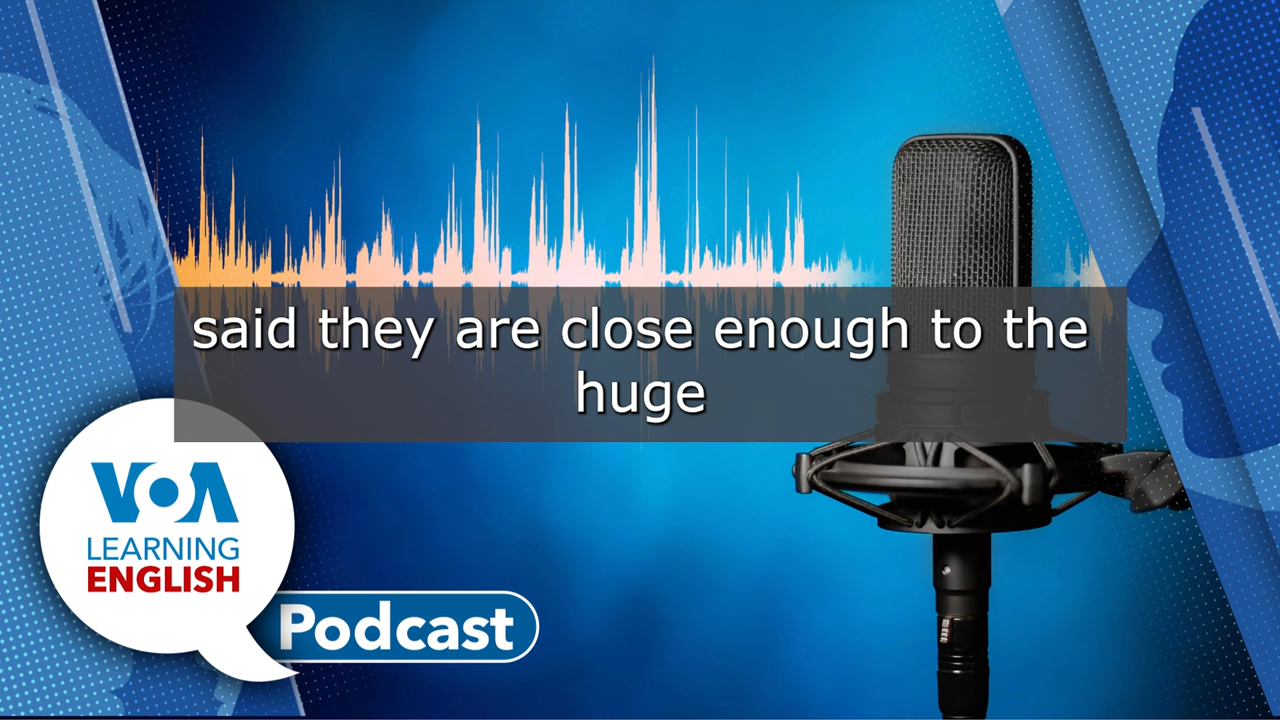 said they are close enough to the
huge
VOA
LEARNING
ENGLISH
Podcast